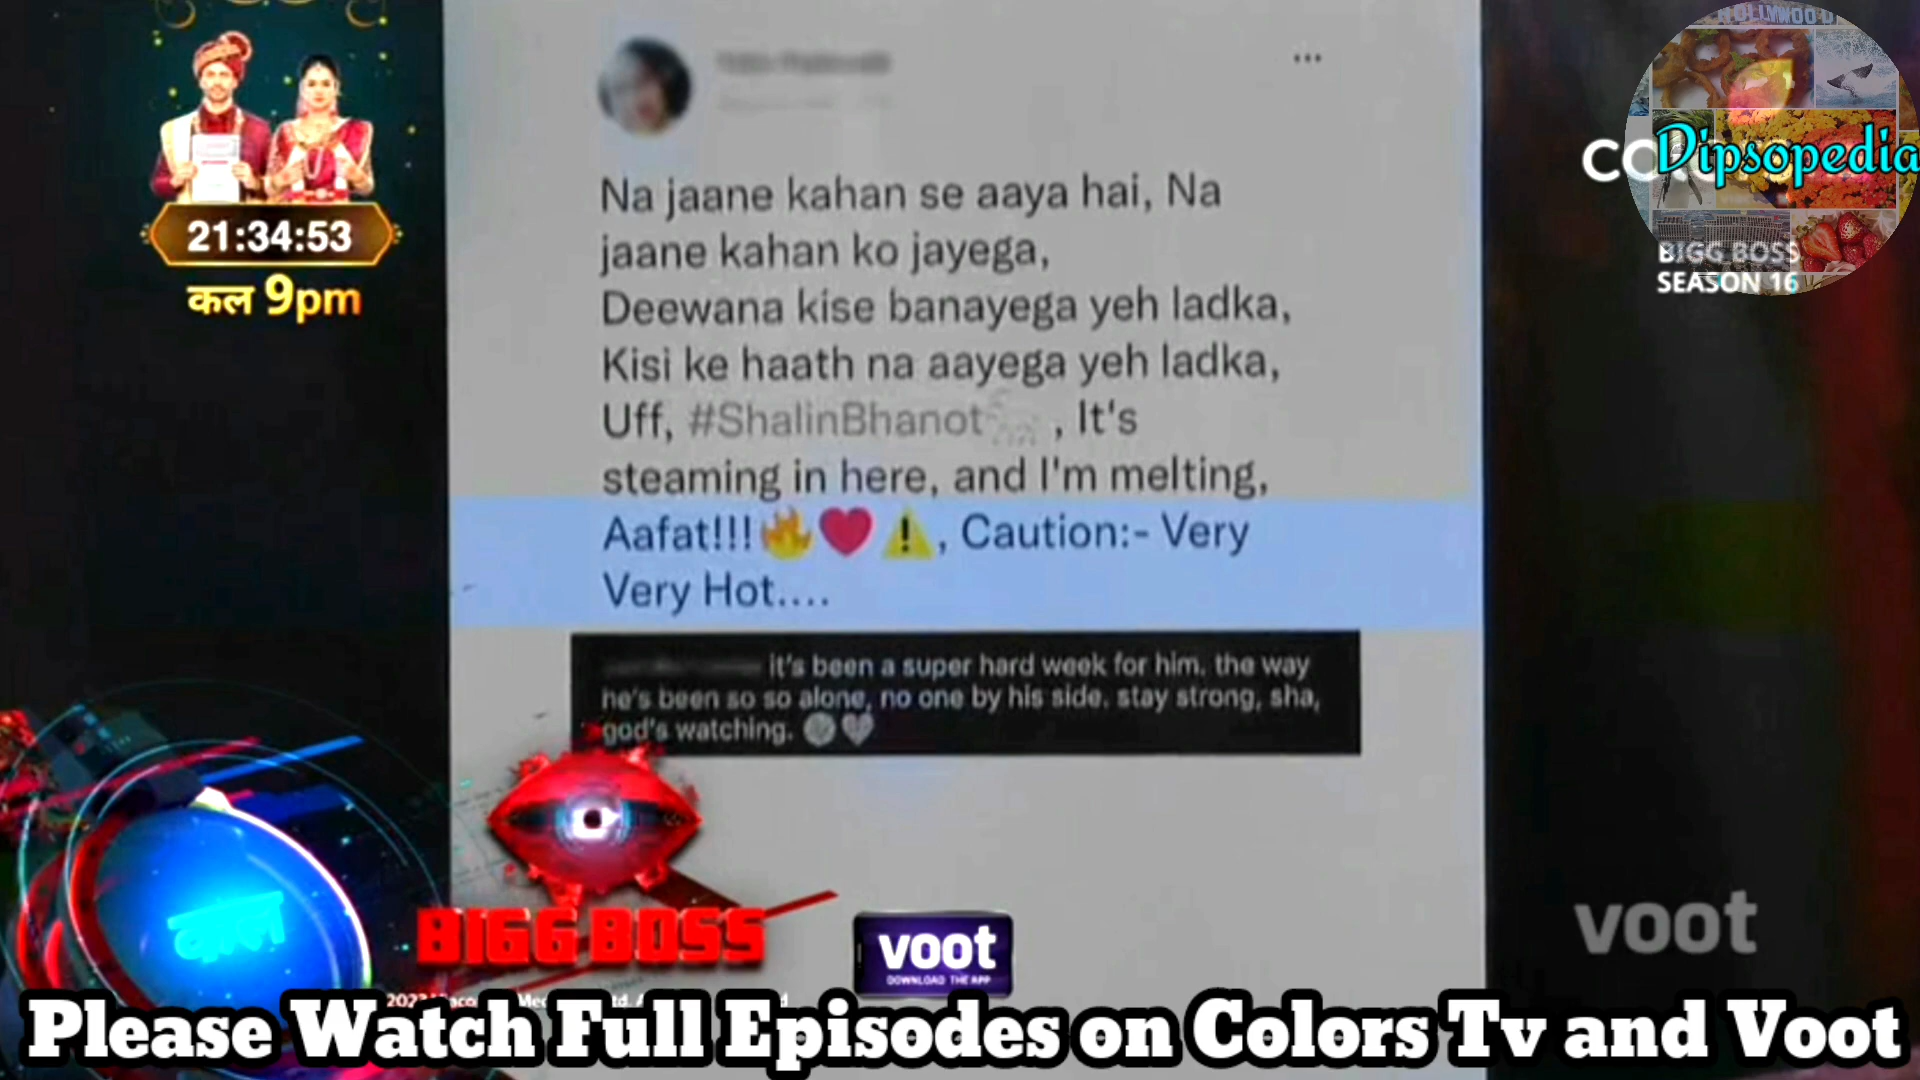 21:34:53
कल 9pm
HOLLYWOOD
Dipsopedia
BIGG BOSS
SEASON 16
Na jaane kahan se aaya hai, Na
jaane kahan ko jayega,
Deewana kise banayega yeh ladka,
Kisi ke haath na aayega yeh ladka,
Uff, #ShalinBhanot , It's
steaming in here, and I'm melting,
Aafat!!!🔥❤️⚠️, Caution:- Very
Very Hot....
it's been a super hard week for him. the way
he's been so so alone, no one by his side. stay strong, sha,
god's watching.
कल
BIGG BOSS
voot
DOWNLOAD THE APP
voot
Please Watch Full Episodes on Colors Tv and Voot